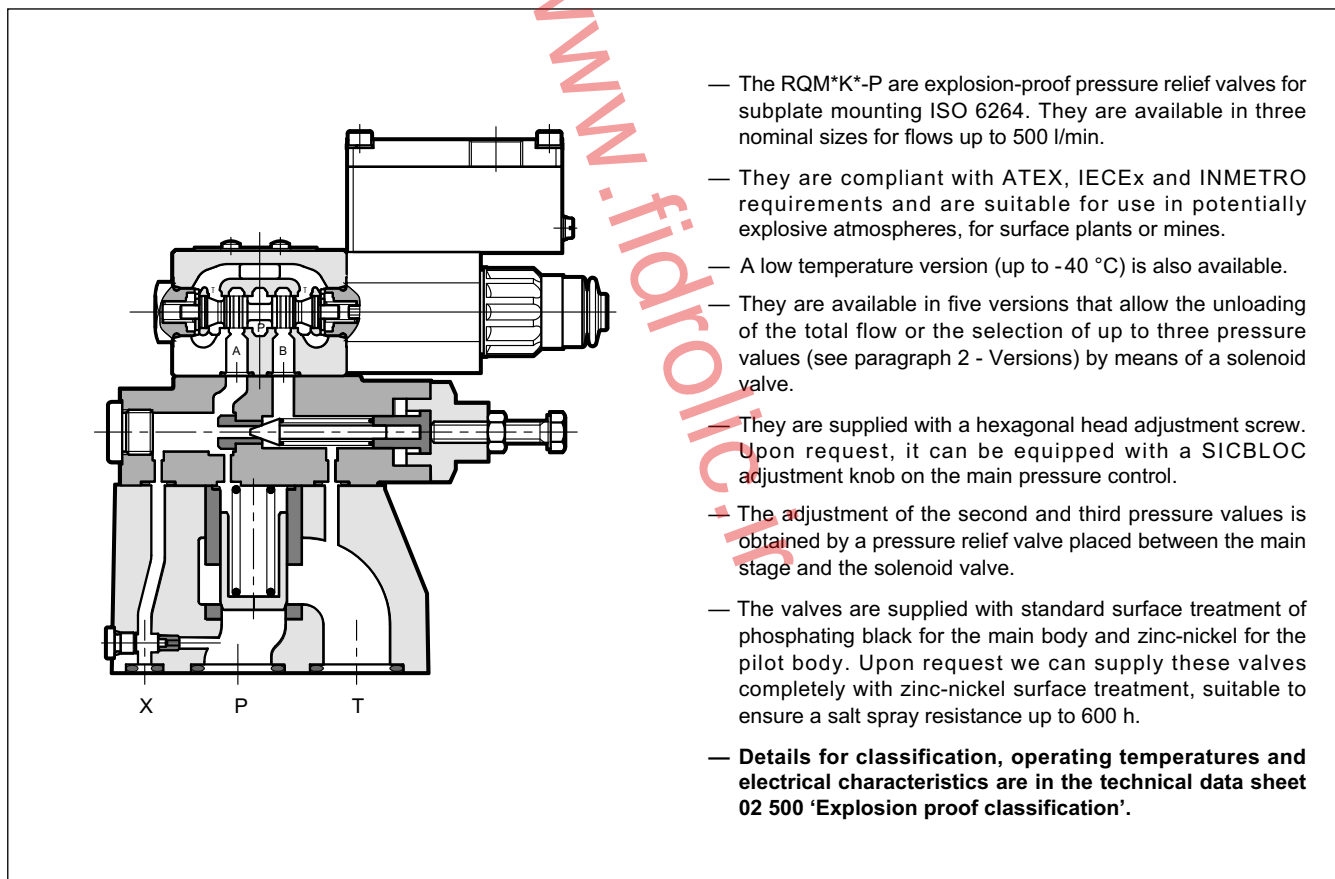 — The RQM*K*-P are explosion-proof pressure relief valves for
subplate mounting ISO 6264. They are available in three
nominal sizes for flows up to 500 l/min.
— They are compliant with ATEX, IECEx and INMETRO
requirements and are suitable for use in potentially
explosive atmospheres, for surface plants or mines.
— A low temperature version (up to -40 °C) is also available.
— They are available in five versions that allow the unloading
of the total flow or the selection of up to three pressure
values (see paragraph 2 - Versions) by means of a solenoid
valve.
— They are supplied with a hexagonal head adjustment screw.
Upon request, it can be equipped with a SICBLOC
adjustment knob on the main pressure control.
— The adjustment of the second and third pressure values is
obtained by a pressure relief valve placed between the main
stage and the solenoid valve.
— The valves are supplied with standard surface treatment of
phosphating black for the main body and zinc-nickel for the
pilot body. Upon request we can supply these valves
completely with zinc-nickel surface treatment, suitable to
ensure a salt spray resistance up to 600 h.
— Details for classification, operating temperatures and
electrical characteristics are in the technical data sheet
02 500 ‘Explosion proof classification’.
T T
P
A B
X P T
www.fidrolic.ir